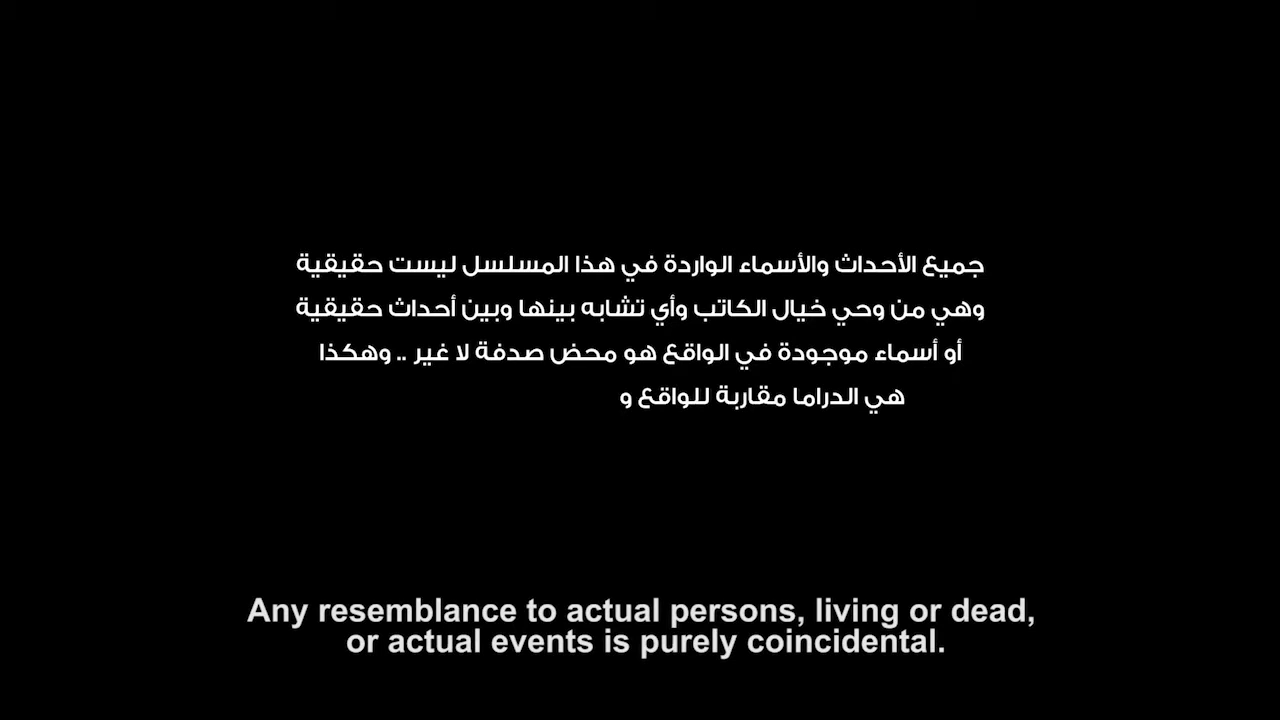 جميع الأحداث والأسماء الواردة في هذا المسلسل ليست حقيقية
وهي من وحي خيال الكاتب وأي تشابه بينها وبين أحداث حقيقية
أو أسماء موجودة في الواقع هو محض صدفة لا غير .. وهكذا
هي الدراما مقاربة للواقع و
Any resemblance to actual persons, living or dead,
or actual events is purely coincidental.